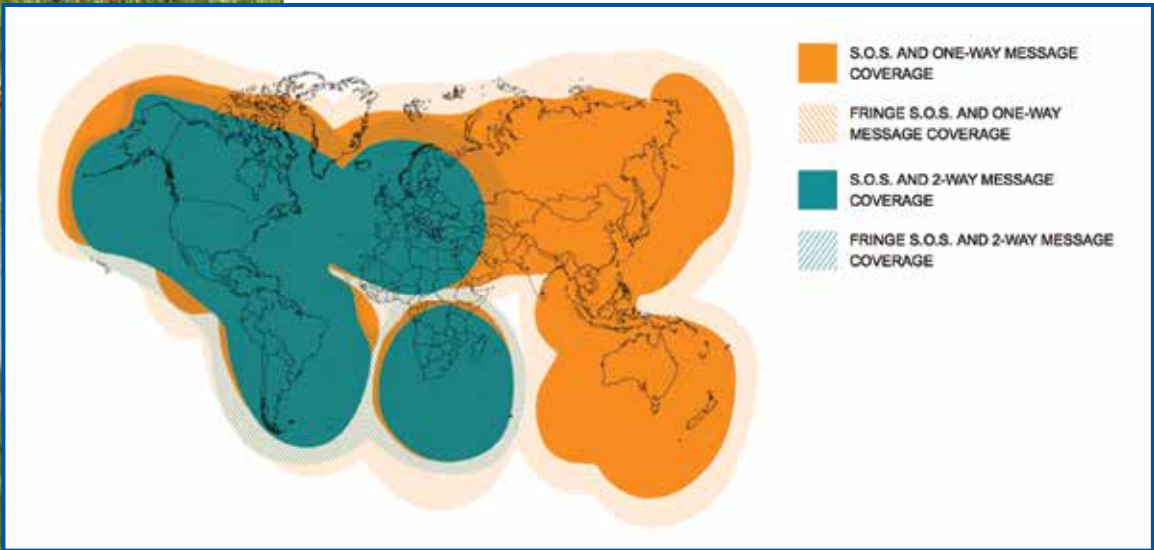 S.O.S. AND ONE-WAY MESSAGE
COVERAGE
FRINGE S.O.S. AND ONE-WAY
MESSAGE COVERAGE
S.O.S. AND 2-WAY MESSAGE
COVERAGE
FRINGE S.O.S. AND 2-WAY MESSAGE
COVERAGE